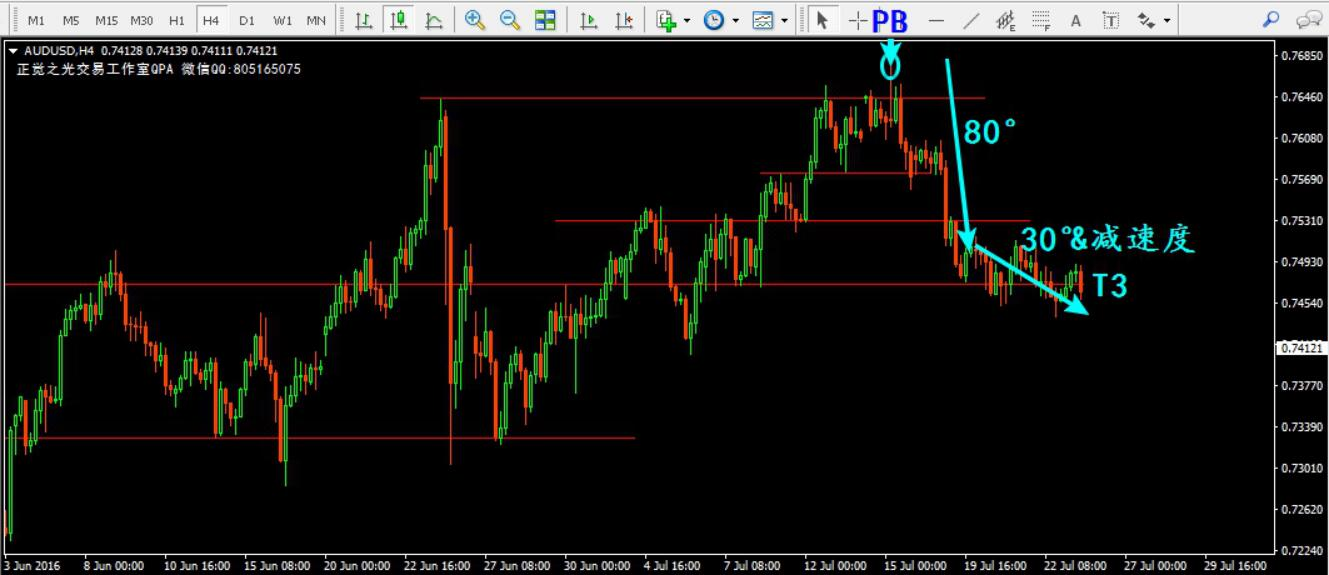 M1 M5 M15 M30 H1 H4 D1 W1 MN E F A T
PB
AUDUSD,H4 0.74128 0.74139 0.74111 0.74121
正觉之光交易工作室QPA 微信QQ:805165075
80°
30°&减速度
T3
0.76850
0.76460
0.76080
0.75690
0.75310
0.74930
0.74540
0.74121
0.73770
0.73390
0.73010
0.72620
0.72240
3 Jun 2016 8 Jun 00:00 10 Jun 16:00 15 Jun 08:00 20 Jun 00:00 22 Jun 16:00 27 Jun 08:00 30 Jun 00:00 4 Jul 16:00 7 Jul 08:00 12 Jul 00:00 15 Jul 00:00 19 Jul 16:00 22 Jul 08:00 27 Jul 00:00 29 Jul 16:00